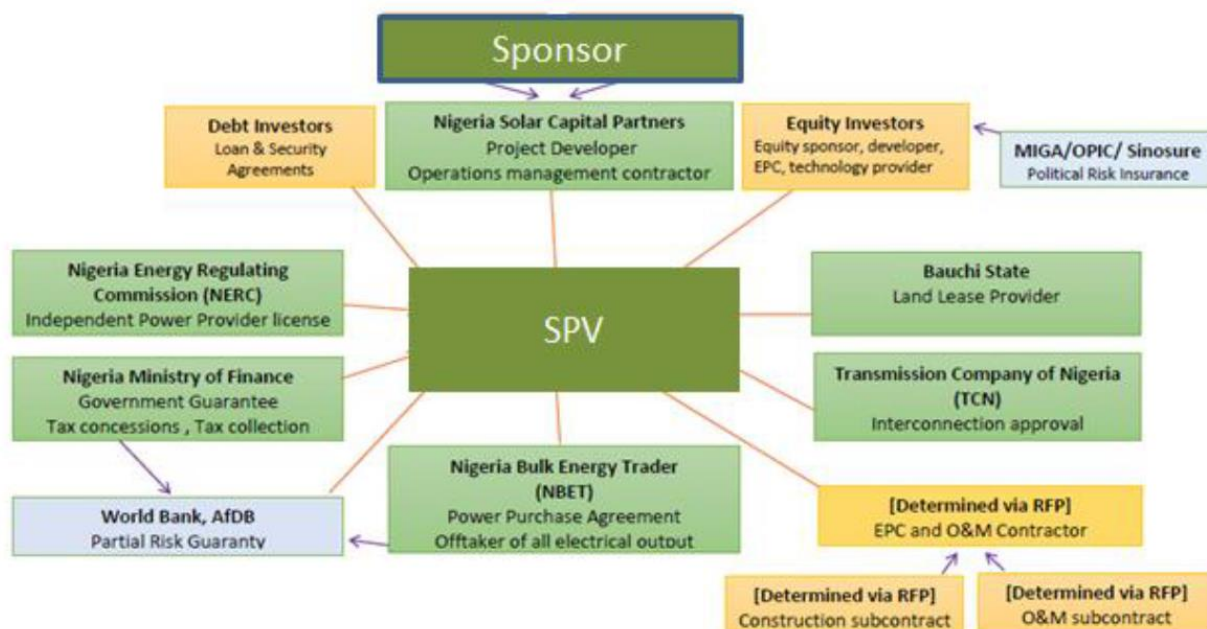 Sponsor
Debt Investors
Loan & Security
Agreements
Nigeria Solar Capital Partners
Project Developer
Operations management contractor
Equity Investors
Equity sponsor, developer,
EPC, technology provider
MIGA/OPIC/ Sinosure
Political Risk Insurance
Nigeria Energy Regulating
Commission (NERC)
Independent Power Provider license
SPV
Bauchi State
Land Lease Provider
Nigeria Ministry of Finance
Government Guarantee
Tax concessions , Tax collection
Transmission Company of Nigeria
(TCN)
Interconnection approval
World Bank, AfDB
Partial Risk Guaranty
Nigeria Bulk Energy Trader
(NBET)
Power Purchase Agreement
Offtaker of all electrical output
[Determined via RFP]
EPC and O&M Contractor
[Determined via RFP]
Construction subcontract
[Determined via RFP]
O&M subcontract